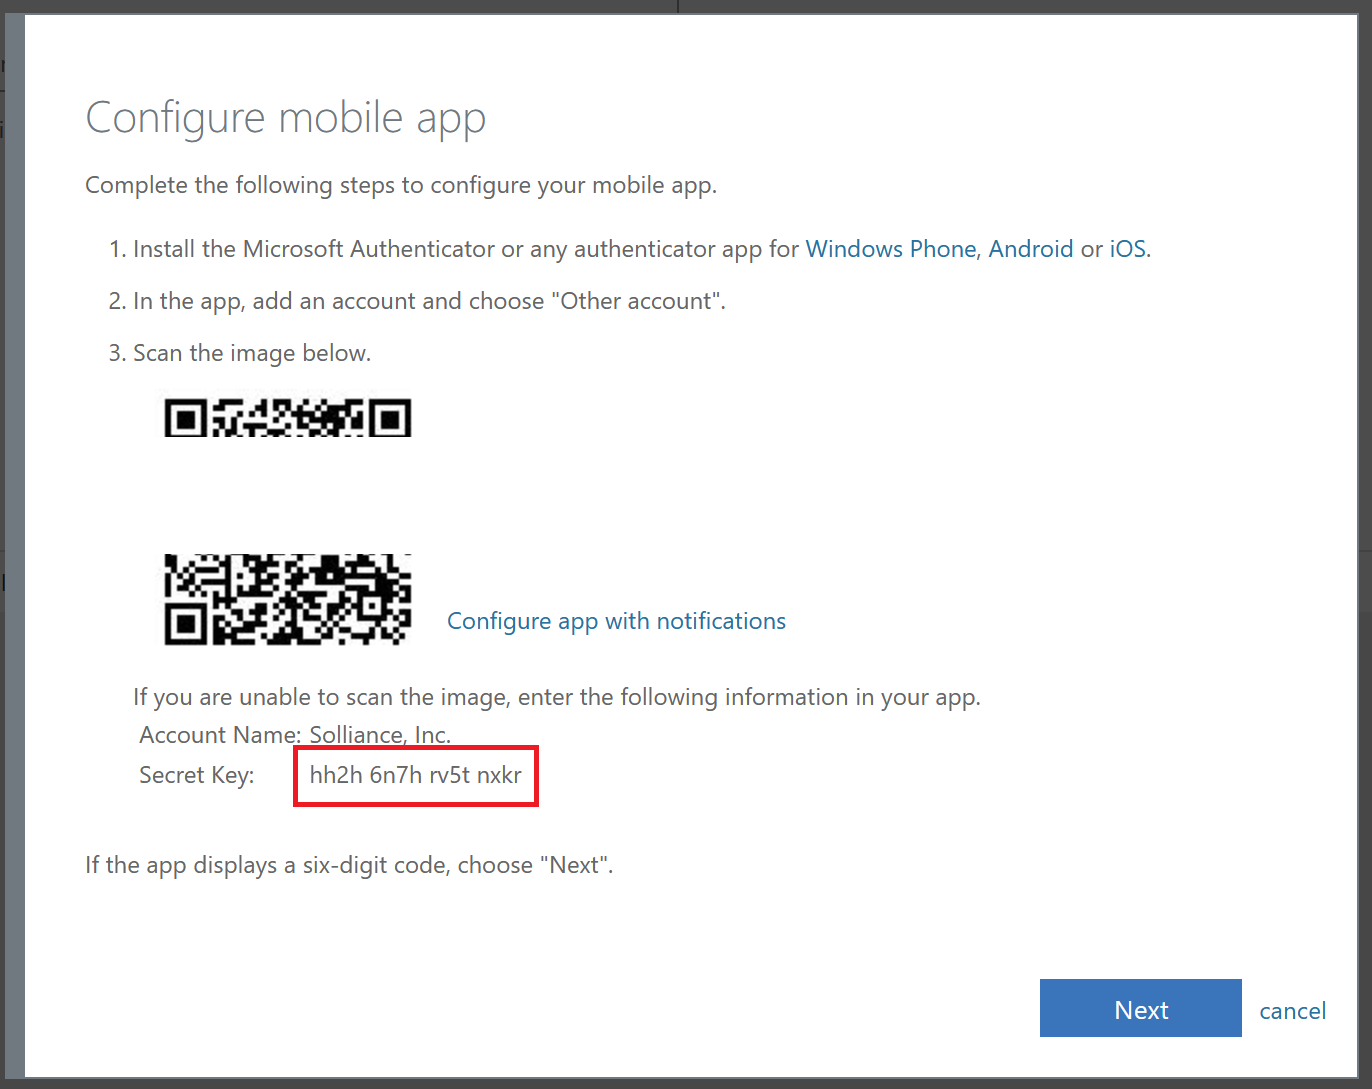 Configure mobile app
Complete the following steps to configure your mobile app.
1. Install the Microsoft Authenticator or any authenticator app for Windows Phone, Android or iOS.
2. In the app, add an account and choose "Other account".
3. Scan the image below.
Configure app with notifications
If you are unable to scan the image, enter the following information in your app.
Account Name: Solliance, Inc.
Secret Key: hh2h 6n7h rv5t nxkr
If the app displays a six-digit code, choose "Next".
Next cancel